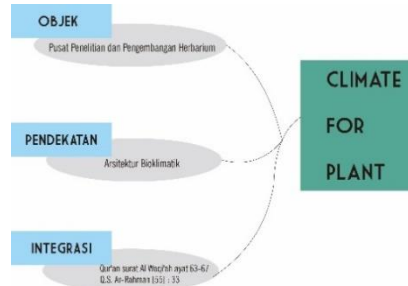 OBJEK
Pusat Penelitian dan Pengembangan Herbarium
PENDEKATAN
Arsitektur Bioklimatik
INTEGRASI
Qur'an surat Al Waqi'ah ayat 63-67
Q.S. Ar-Rahman [55] : 33
CLIMATE
FOR
PLANT